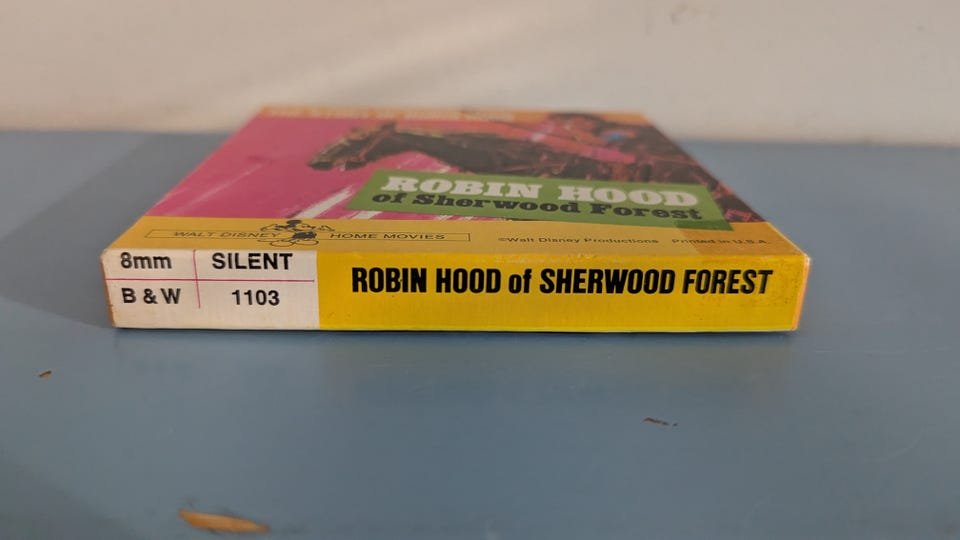 ROBIN HOOD
of Sherwood Forest
WALT DISNEY HOME MOVIES
©Walt Disney Productions Printed in U.S.A.
8mm SILENT
B & W 1103
ROBIN HOOD of SHERWOOD FOREST